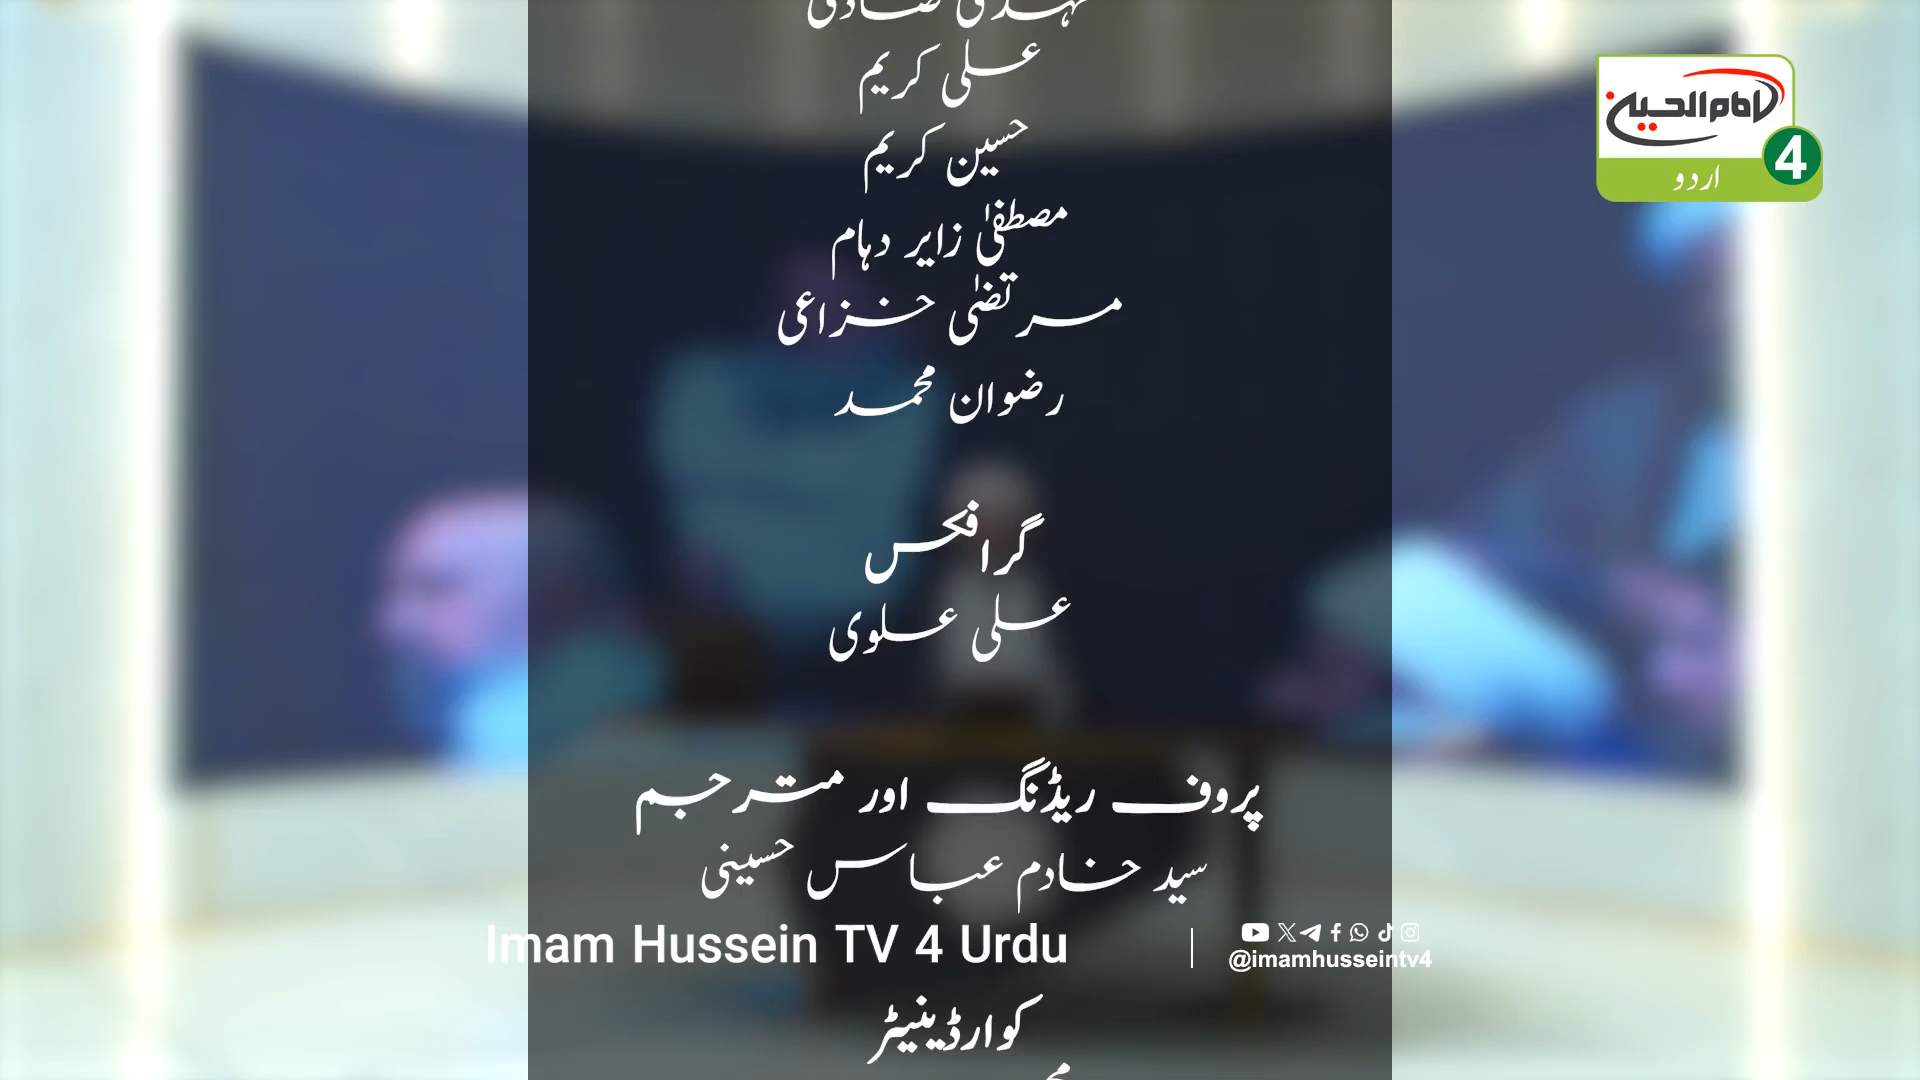 علی کریم
حسین کریم
مصطفیٰ زایر دہام
مرتضیٰ خزاعی
رضوان محمد
گرافکس
علی علوی
پروف ریڈنگ اور مترجم
سید خادم عباس حسینی
کوارڈینیٹر
امام الحسین
4
اردو
Imam Hussein TV 4 Urdu
@imamhusseintv4